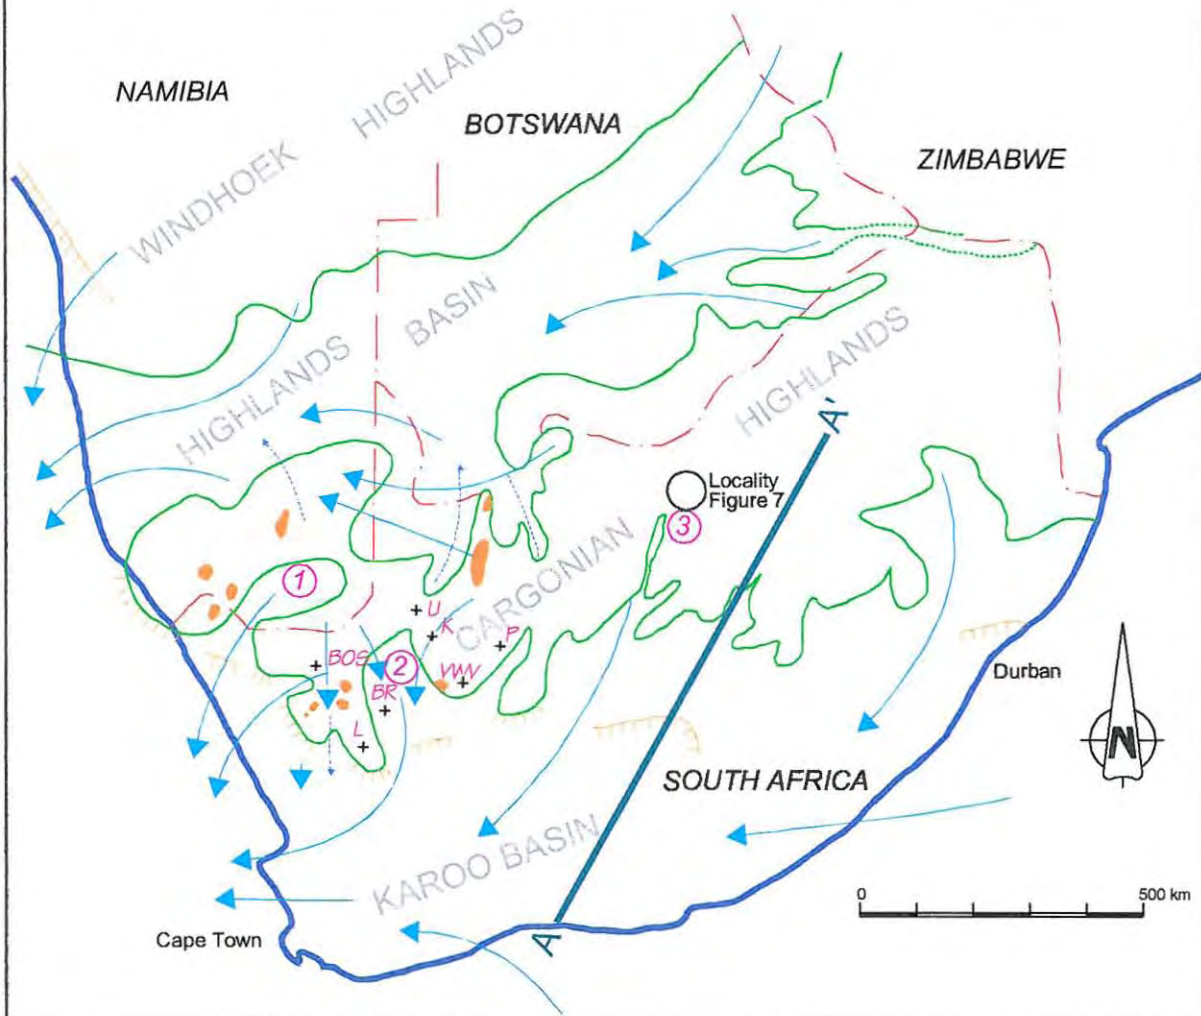 NAMIBIA
WINDHOEK HIGHLANDS
BOTSWANA
ZIMBABWE
HIGHLANDS BASIN
HIGHLANDS
A'
Locality
Figure 7
3
CARGONIAN
1
U
K
P
BOS
2
VWN
BR
L
Durban
N
SOUTH AFRICA
KAROO BASIN
0 500 km
Cape Town
A